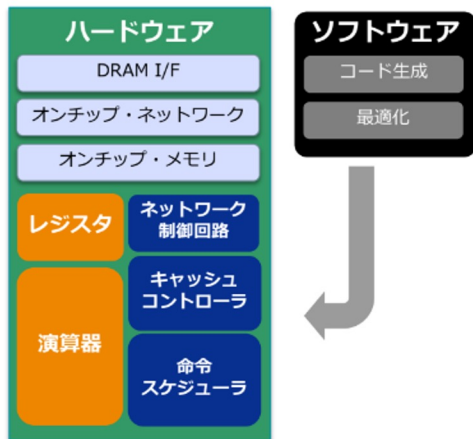 ハードウェア
DRAM I/F
オンチップ・ネットワーク
オンチップ・メモリ
レジスタ
ネットワーク
制御回路
キャッシュ
コントローラ
演算器
命令
スケジューラ
ソフトウェア
コード生成
最適化